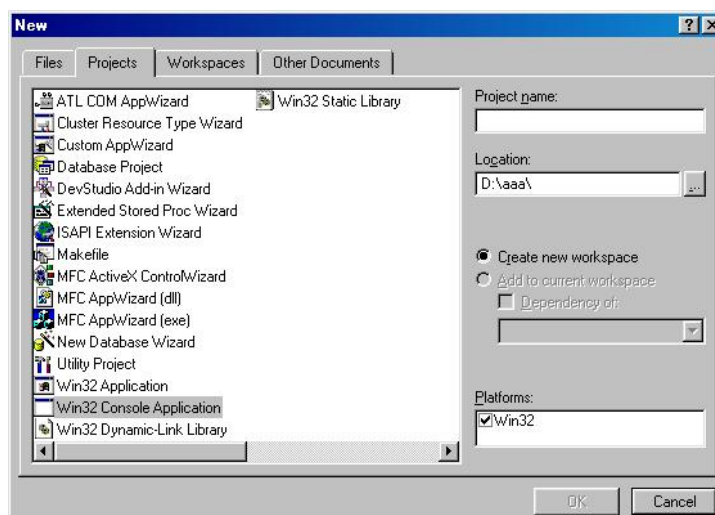 New
Files
Projects
Workspaces
Other Documents
ATL COM AppWizard
Cluster Resource Type Wizard
Custom AppWizard
Database Project
DevStudio Add-in Wizard
Extended Stored Proc Wizard
ISAPI Extension Wizard
Makefile
MFC ActiveX ControlWizard
MFC AppWizard (dll)
MFC AppWizard (exe)
New Database Wizard
Utility Project
Win32 Application
Win32 Console Application
Win32 Dynamic-Link Library
Win32 Static Library
Project name:
Location:
D:\aaa\
...
Create new workspace
Add to current workspace
Dependency of:
Platforms:
Win32
OK
Cancel